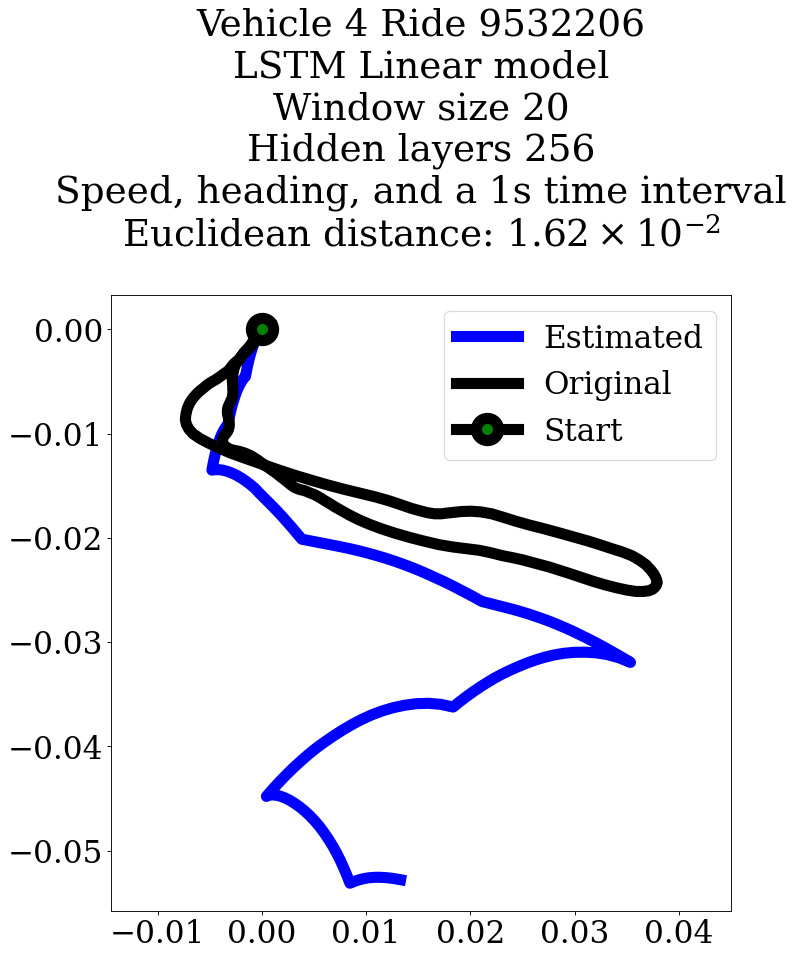 Vehicle 4 Ride 9532206
LSTM Linear model
Window size 20
Hidden layers 256
Speed, heading, and a 1s time interval
Euclidean distance: 1.62 × 10⁻²
Estimated
Original
Start
0.00
−0.01
−0.02
−0.03
−0.04
−0.05
−0.01 0.00 0.01 0.02 0.03 0.04